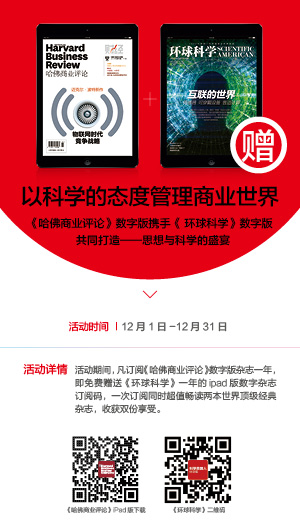 Harvard
Business
Review
哈佛商业评论
物联网时代
竞争战略
环球科学
SCIENTIFIC
AMERICAN
互联的世界
赠
以科学的态度管理商业世界
《哈佛商业评论》数字版携手《 环球科学》数字版
共同打造——思想与科学的盛宴
活动时间 | 12 月 1 日 –12 月 31 日
活动详情
活动期间，凡订阅《哈佛商业评论》数字版杂志一年，
即免费赠送《环球科学》一年的 ipad 版数字杂志
订阅码，一次订阅同时超值畅读两本世界顶级经典
杂志，收获双份享受。
《哈佛商业评论》iPad 版下载
《环球科学》二维码